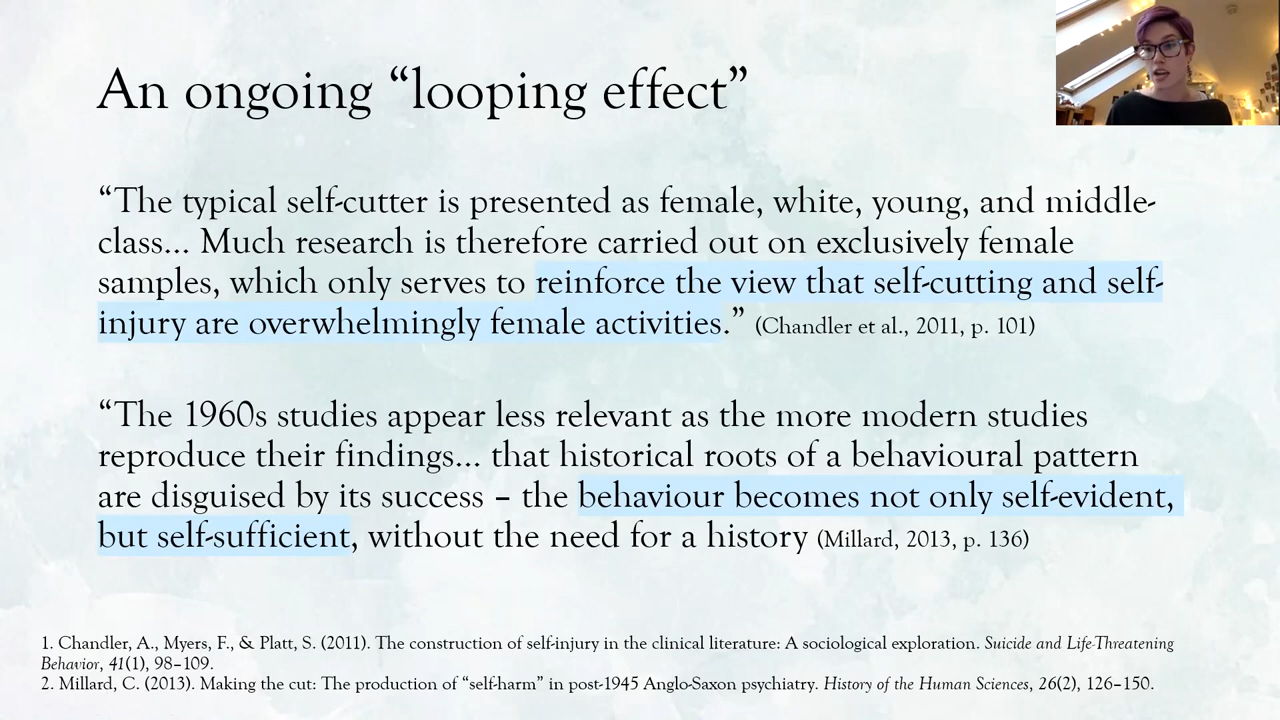 An ongoing “looping effect”
“The typical self-cutter is presented as female, white, young, and middle-
class... Much research is therefore carried out on exclusively female
samples, which only serves to reinforce the view that self-cutting and self-
injury are overwhelmingly female activities.” (Chandler et al., 2011, p. 101)
“The 1960s studies appear less relevant as the more modern studies
reproduce their findings... that historical roots of a behavioural pattern
are disguised by its success – the behaviour becomes not only self-evident,
but self-sufficient, without the need for a history (Millard, 2013, p. 136)
1. Chandler, A., Myers, F., & Platt, S. (2011). The construction of self-injury in the clinical literature: A sociological exploration. Suicide and Life-Threatening
Behavior, 41(1), 98–109.
2. Millard, C. (2013). Making the cut: The production of “self-harm” in post-1945 Anglo-Saxon psychiatry. History of the Human Sciences, 26(2), 126–150.